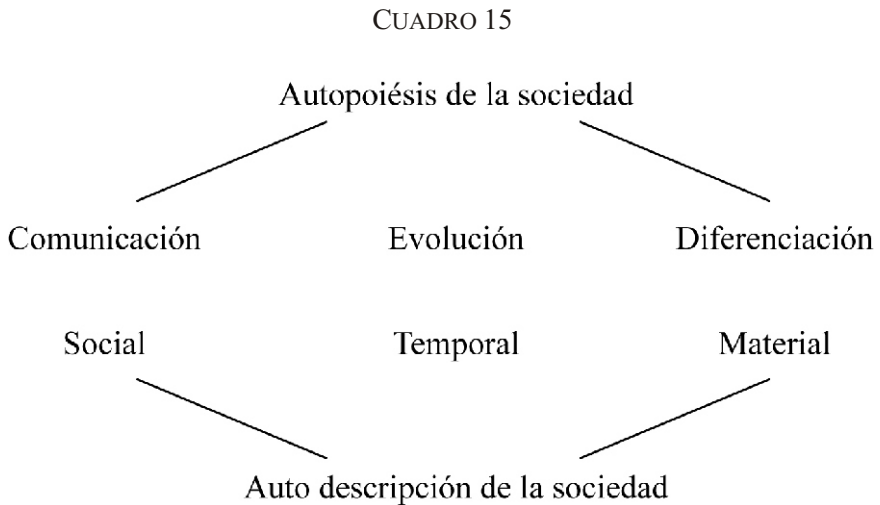 CUADRO 15
Autopoiésis de la sociedad
Comunicación Evolución Diferenciación
Social Temporal Material
Auto descripción de la sociedad